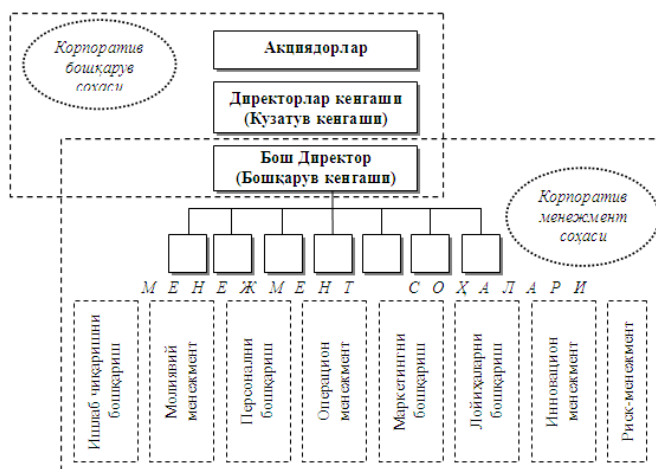 Корпоратив
бошқарув
соҳаси
Акциядорлар
Директорлар кенгаши
(Кузатув кенгаши)
Бош Директор
(Бошқарув кенгаши)
Корпоратив
менежмент
соҳаси
М Е Н Е Ж М Е Н Т С О Ҳ А Л А Р И
Ишлаб чиқаришни
бошқариш
Молиявий
менежмент
Персонални
бошқариш
Операцион
менежмент
Маркетингни
бошқариш
Лойиҳаларни
бошқариш
Инновацион
менежмент
Риск-менежмент